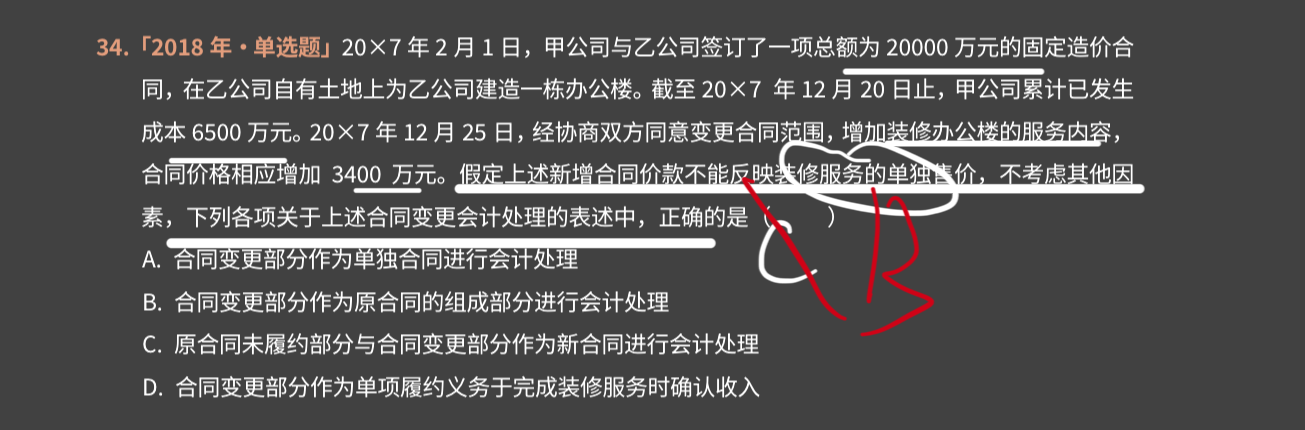 34.「2018 年·单选题」20×7 年 2 月 1 日，甲公司与乙公司签订了一项总额为 20000 万元的固定造价合
同，在乙公司自有土地上为乙公司建造一栋办公楼。截至 20×7 年 12 月 20 日止，甲公司累计已发生
成本 6500 万元。20×7 年 12 月 25 日，经协商双方同意变更合同范围，增加装修办公楼的服务内容，
合同价格相应增加 3400 万元。假定上述新增合同价款不能反映装修服务的单独售价，不考虑其他因
素，下列各项关于上述合同变更会计处理的表述中，正确的是（ ）
C B
A. 合同变更部分作为单独合同进行会计处理
B. 合同变更部分作为原合同的组成部分进行会计处理
C. 原合同未履约部分与合同变更部分作为新合同进行会计处理
D. 合同变更部分作为单项履约义务于完成装修服务时确认收入